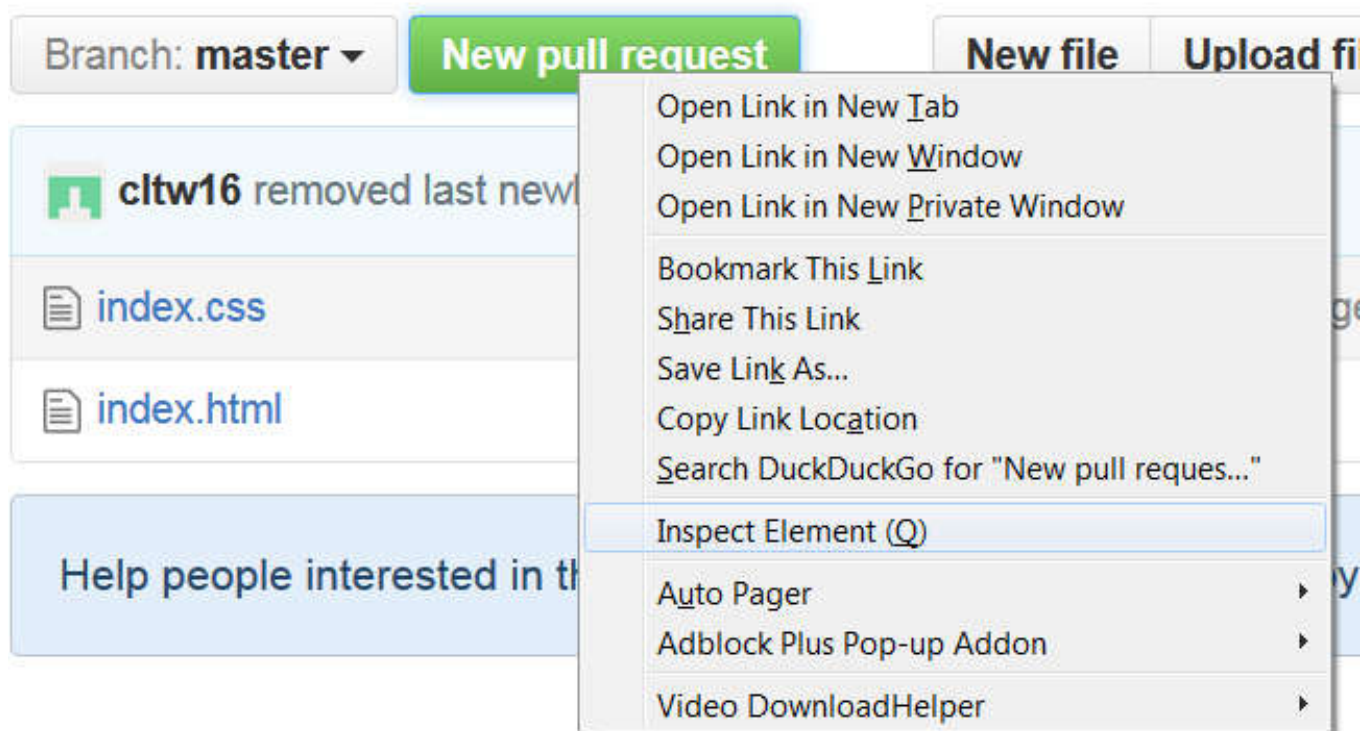 Branch: master
New pull request
New file
Upload
cltw16 removed last
index.css
index.html
Help people interested in
Open Link in New Tab
Open Link in New Window
Open Link in New Private Window
Bookmark This Link
Share This Link
Save Link As...
Copy Link Location
Search DuckDuckGo for "New pull reques..."
Inspect Element (Q)
Auto Pager
Adblock Plus Pop-up Addon
Video DownloadHelper